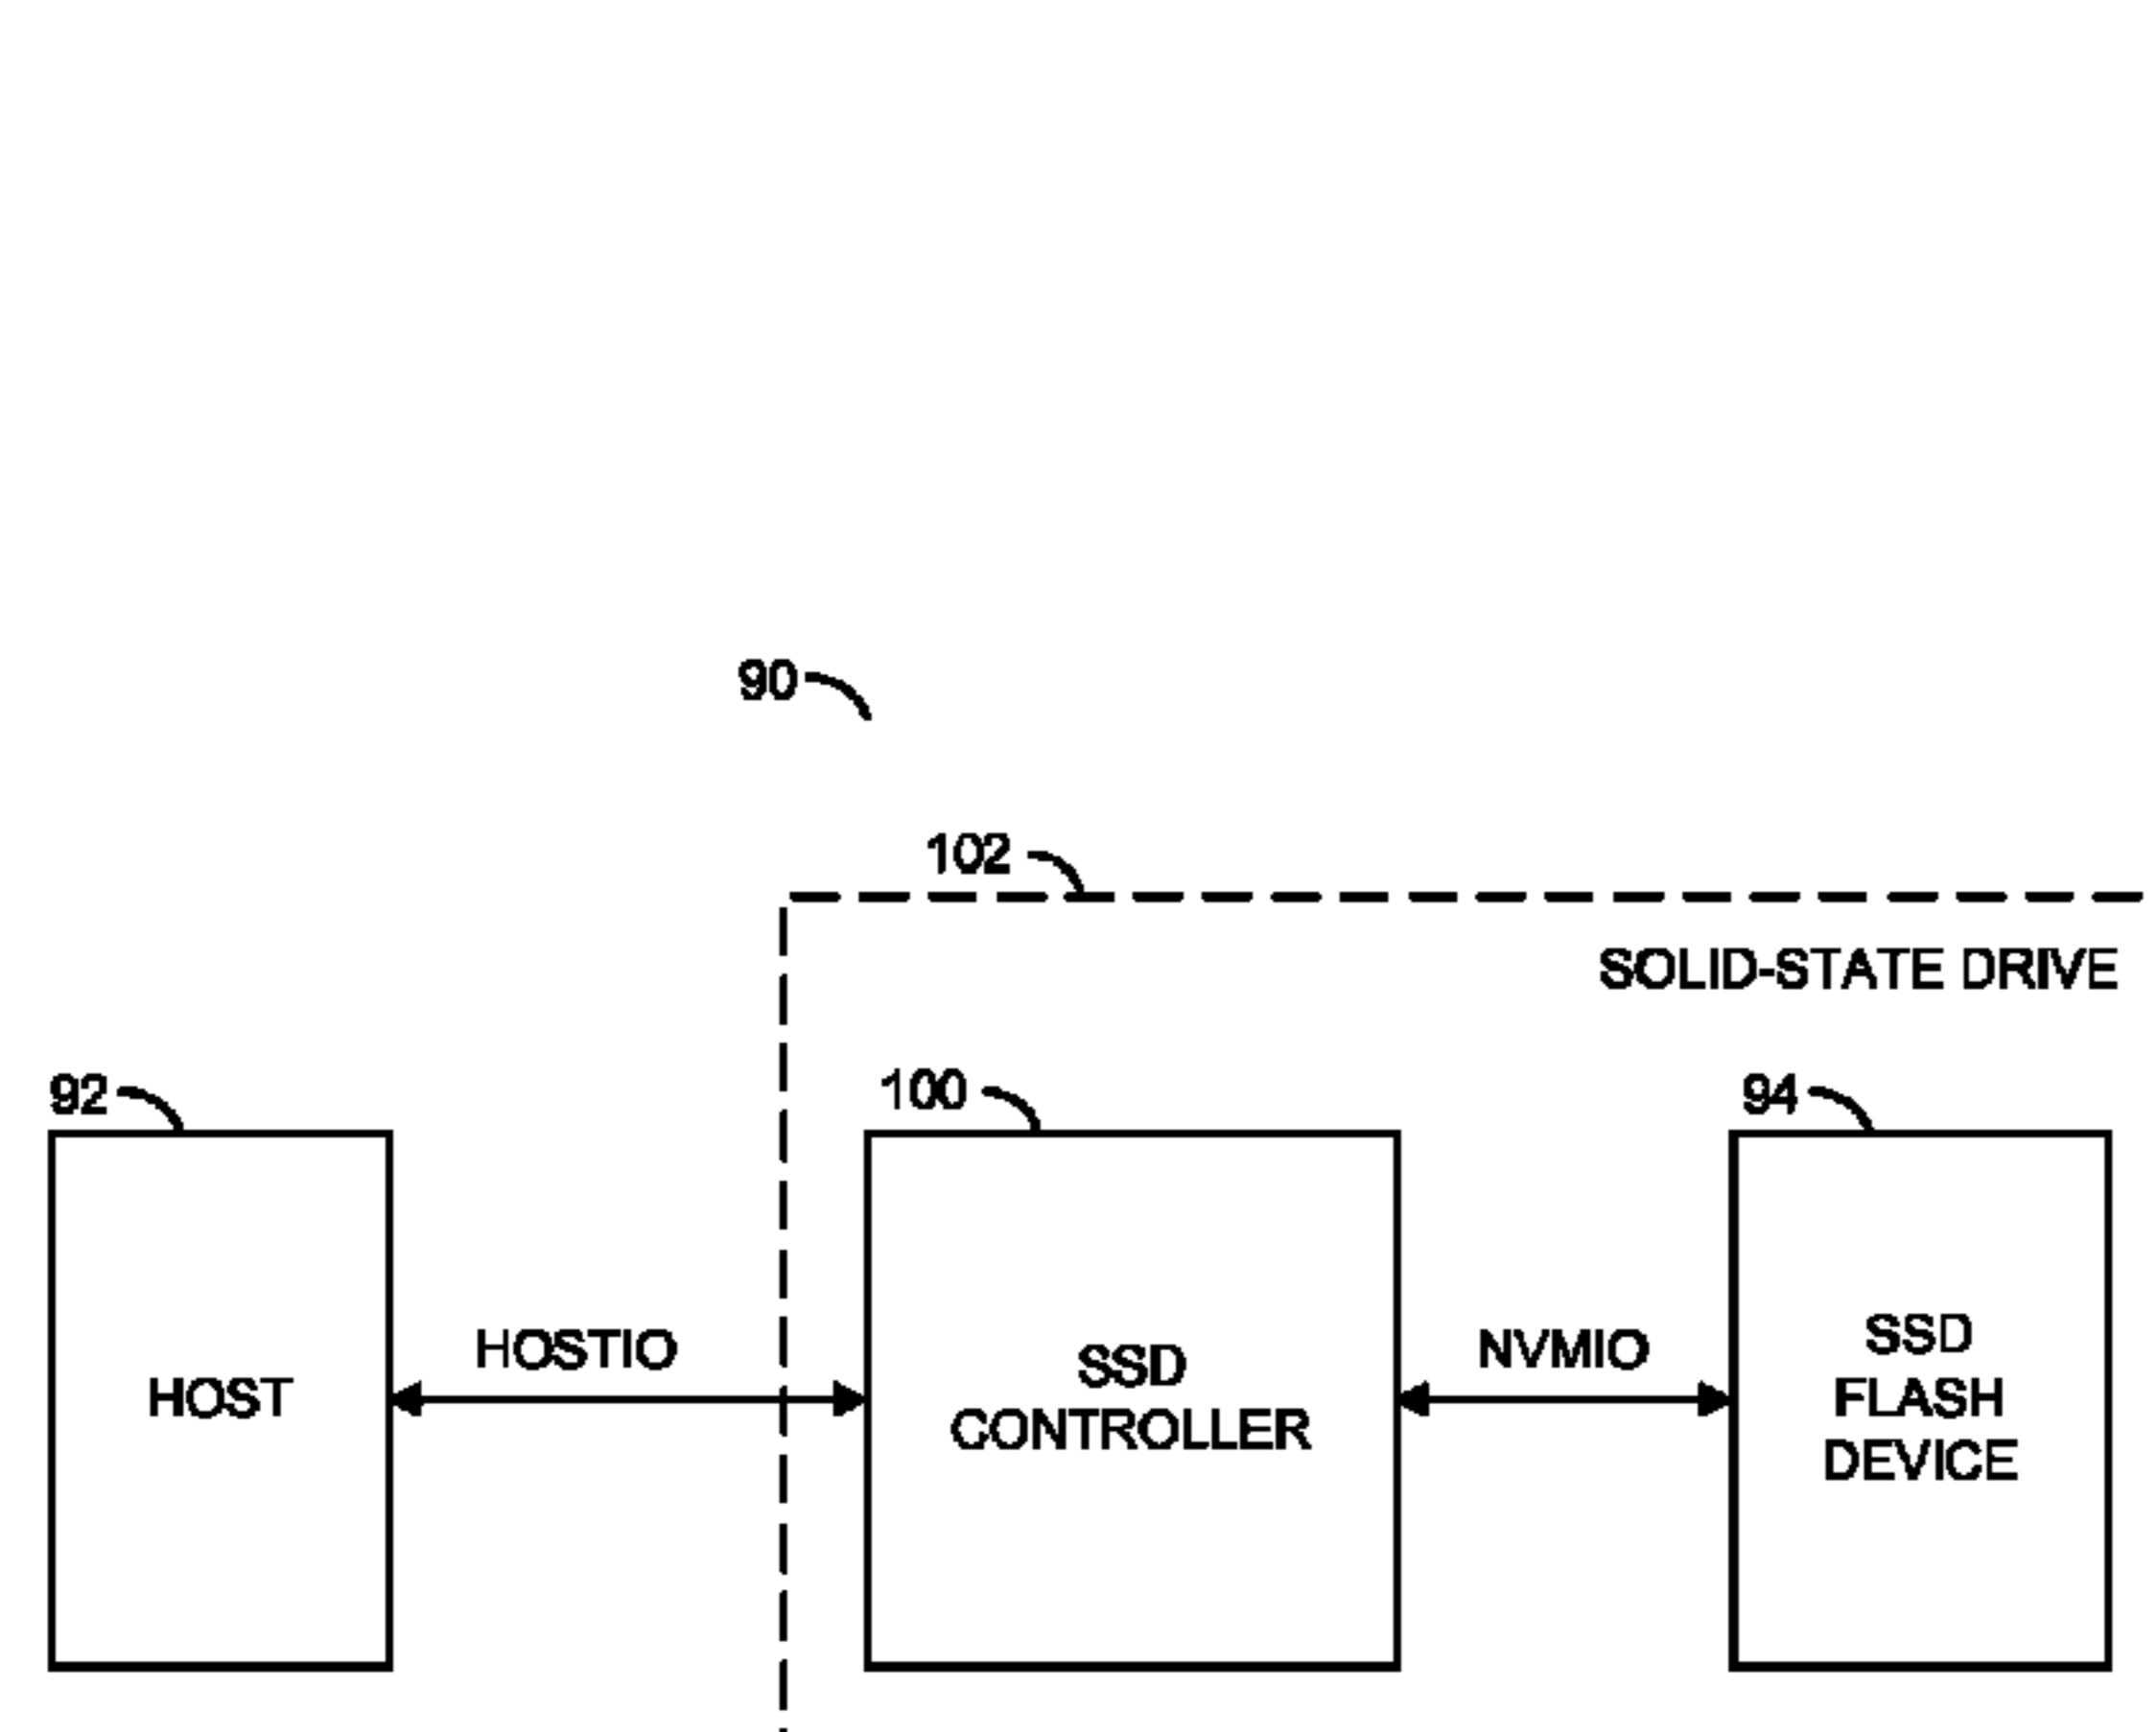 90
102
SOLID-STATE DRIVE
92
100
94
HOST
HOSTIO
SSD
CONTROLLER
NVMIO
SSD
FLASH
DEVICE